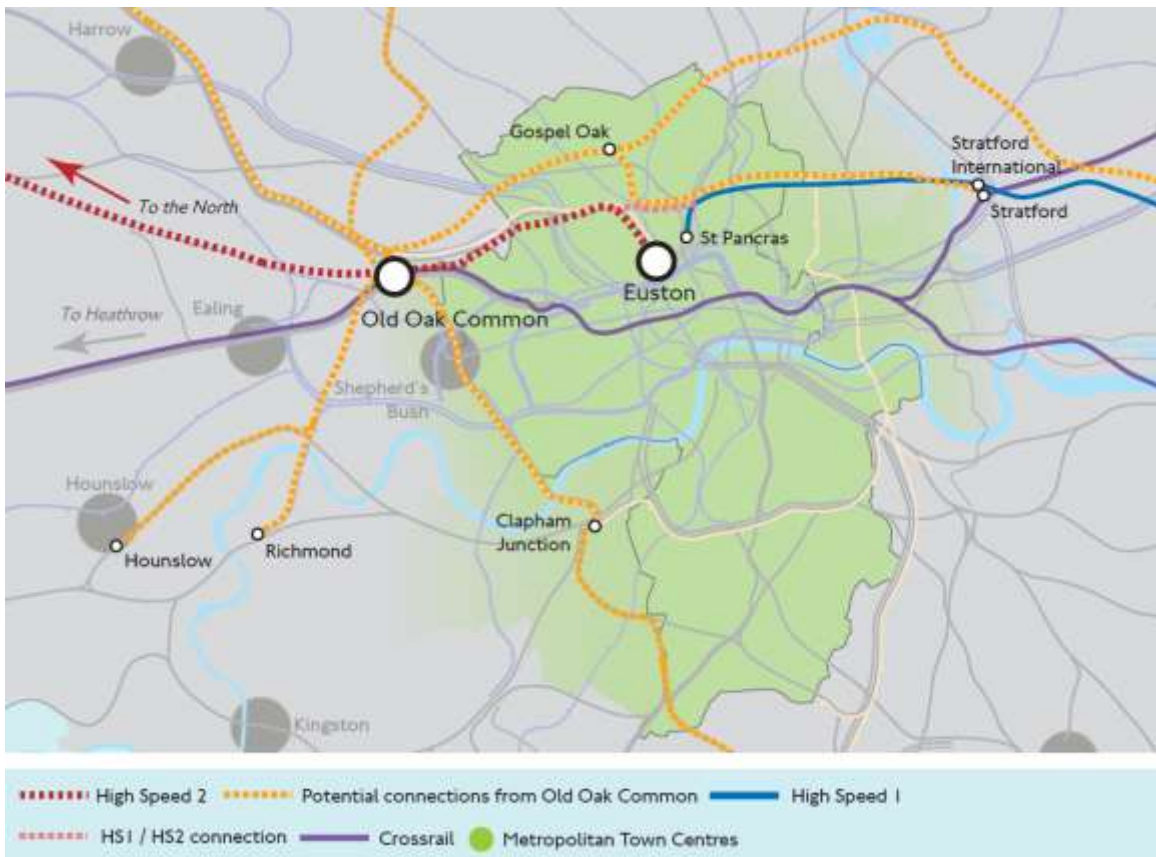 Harrow
Gospel Oak
Stratford
International
To the North
Stratford
St Pancras
Euston
To Heathrow
Ealing
Old Oak Common
Shepherd's
Bush
Hounslow
Clapham
Junction
Hounslow
Richmond
Kingston
High Speed 2
Potential connections from Old Oak Common
High Speed 1
HS1 / HS2 connection
Crossrail
Metropolitan Town Centres